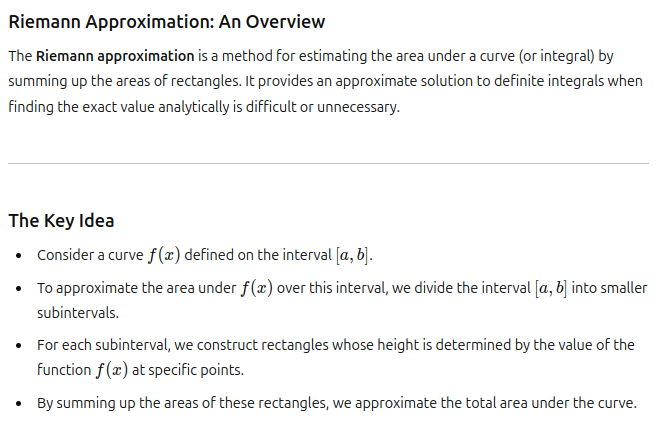 Riemann Approximation: An Overview
The Riemann approximation is a method for estimating the area under a curve (or integral) by
summing up the areas of rectangles. It provides an approximate solution to definite integrals when
finding the exact value analytically is difficult or unnecessary.
The Key Idea
• Consider a curve f(x) defined on the interval [a, b].
• To approximate the area under f(x) over this interval, we divide the interval [a, b] into smaller
subintervals.
• For each subinterval, we construct rectangles whose height is determined by the value of the
function f(x) at specific points.
• By summing up the areas of these rectangles, we approximate the total area under the curve.